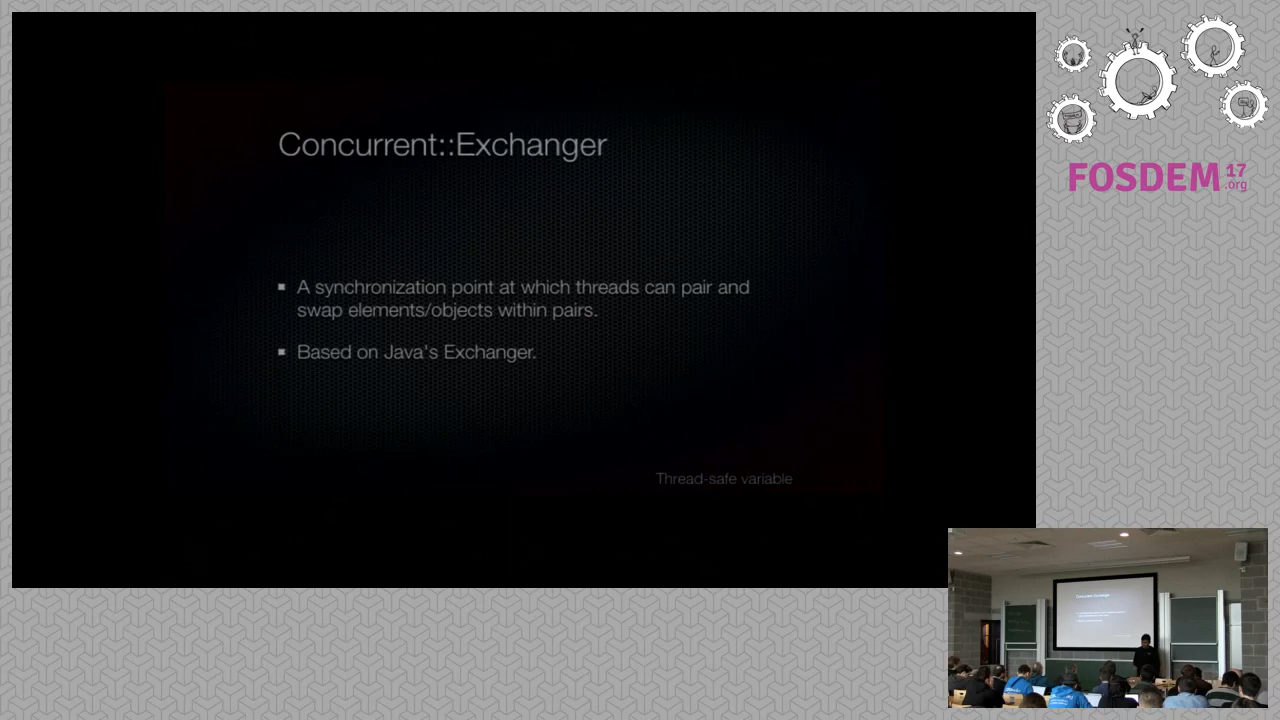 Concurrent::Exchanger
■ A synchronization point at which threads can pair and
swap elements/objects within pairs.
■ Based on Java's Exchanger.
Thread-safe variable
FOSDEM 17
.org